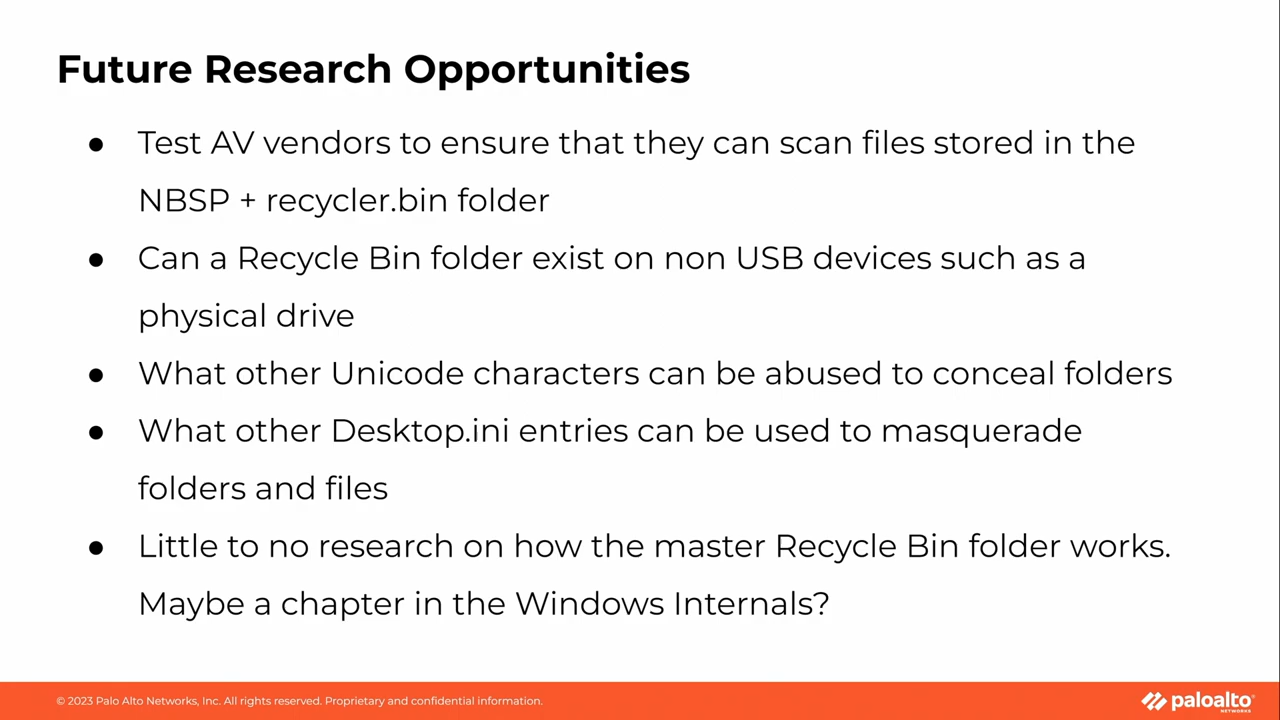 Future Research Opportunities
● Test AV vendors to ensure that they can scan files stored in the
NBSP + recycler.bin folder
● Can a Recycle Bin folder exist on non USB devices such as a
physical drive
● What other Unicode characters can be abused to conceal folders
● What other Desktop.ini entries can be used to masquerade
folders and files
● Little to no research on how the master Recycle Bin folder works.
Maybe a chapter in the Windows Internals?
© 2023 Palo Alto Networks, Inc. All rights reserved. Proprietary and confidential information.
paloalto
NETWORKS